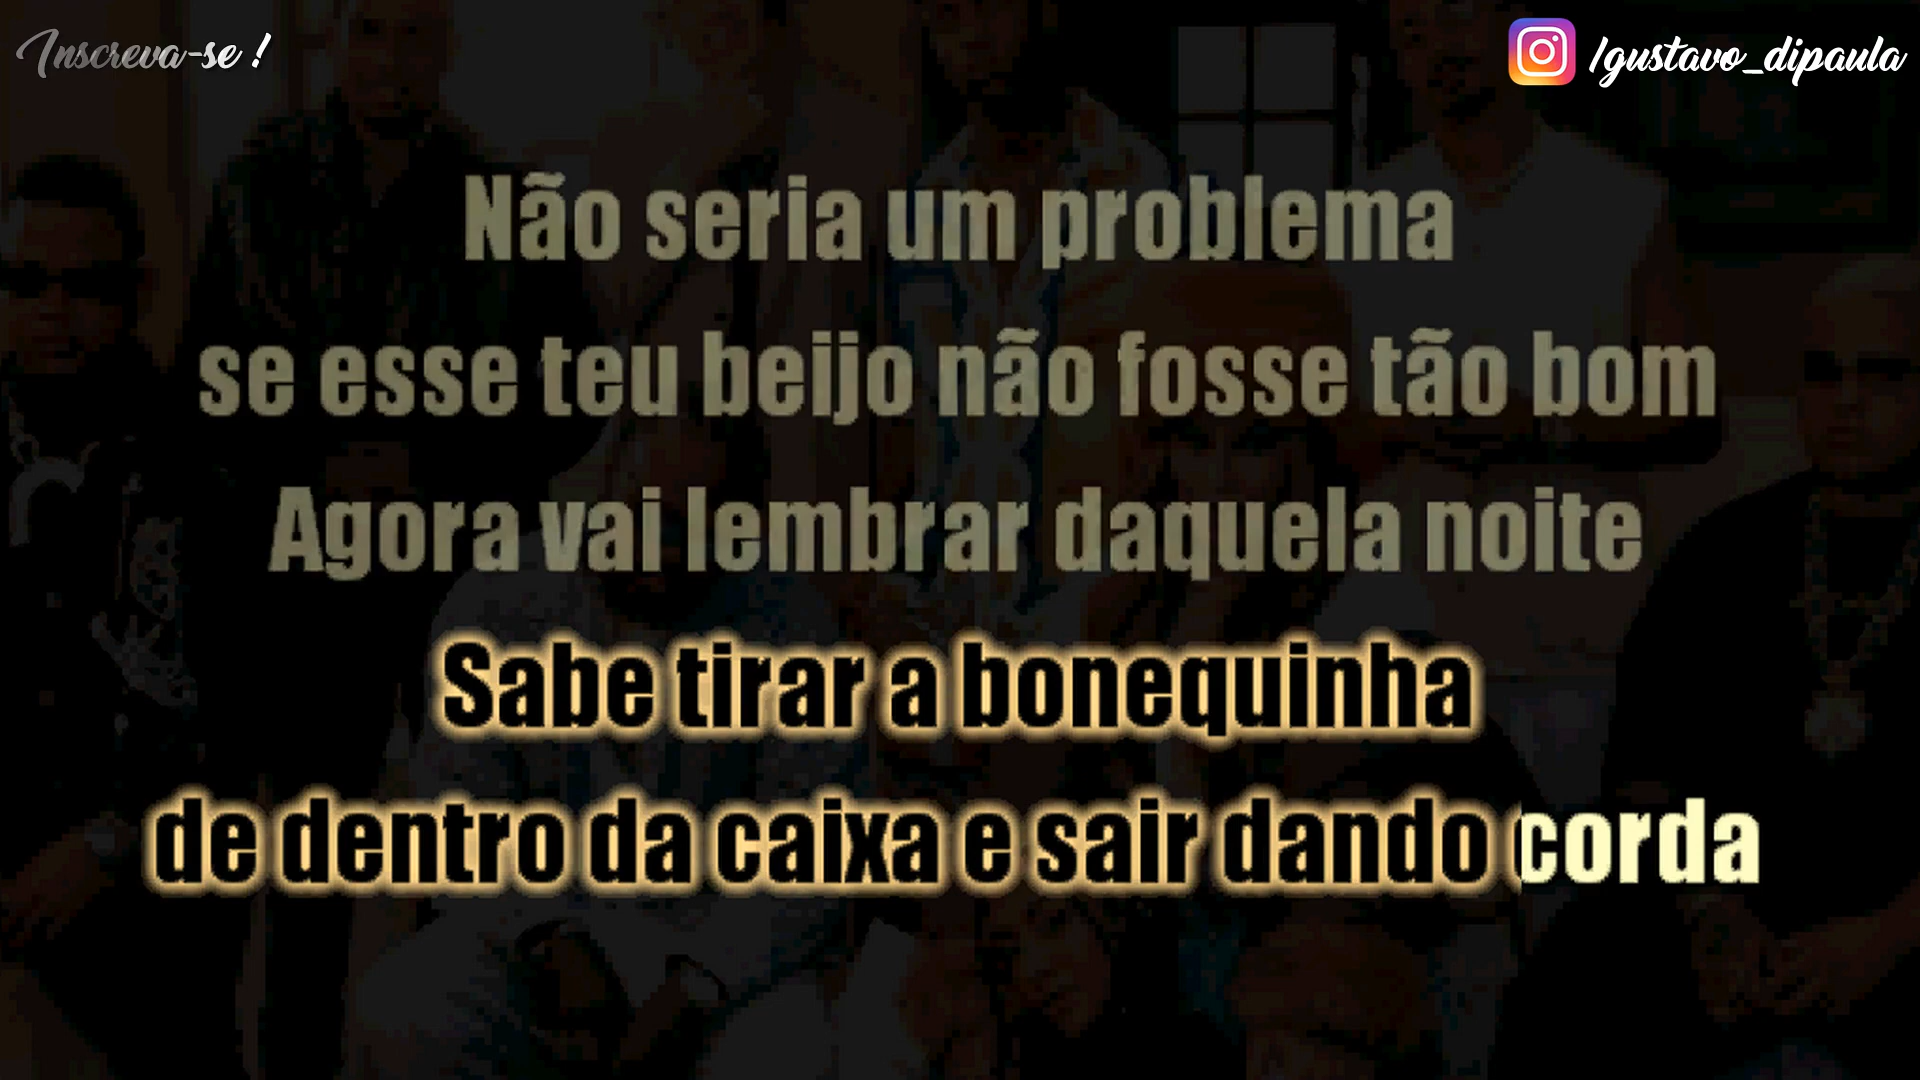 Inscreva-se !
/gustavo_dipaula
Não seria um problema
se esse teu beijo não fosse tão bom
Agora vai lembrar daquela noite
Sabe tirar a bonequinha
de dentro da caixa e sair dando corda